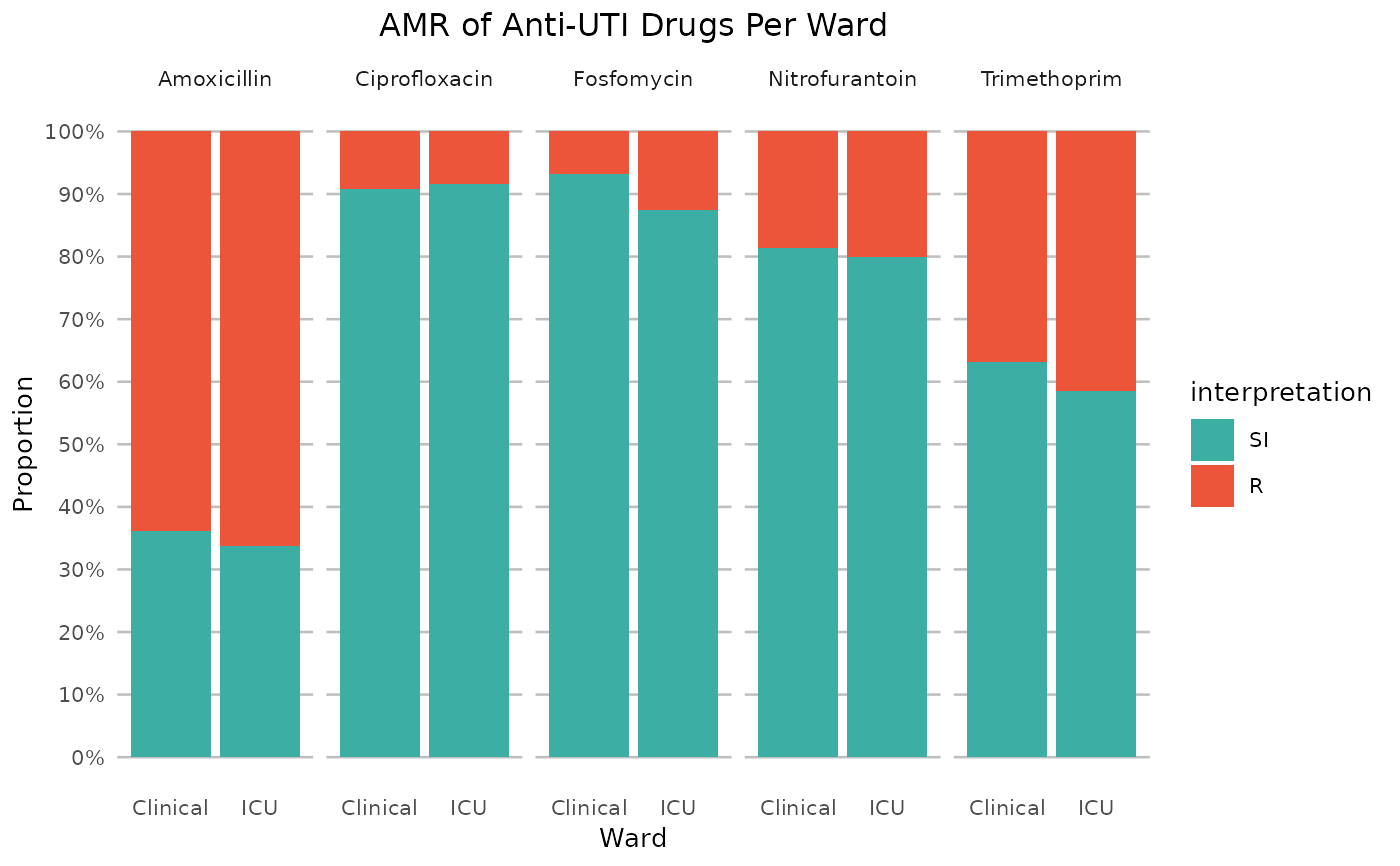 AMR of Anti-UTI Drugs Per Ward
Amoxicillin Ciprofloxacin Fosfomycin Nitrofurantoin Trimethoprim
100%
90%
80%
70%
60%
50%
40%
30%
20%
10%
0%
Proportion
Clinical ICU Clinical ICU Clinical ICU Clinical ICU Clinical ICU
Ward
interpretation
SI
R